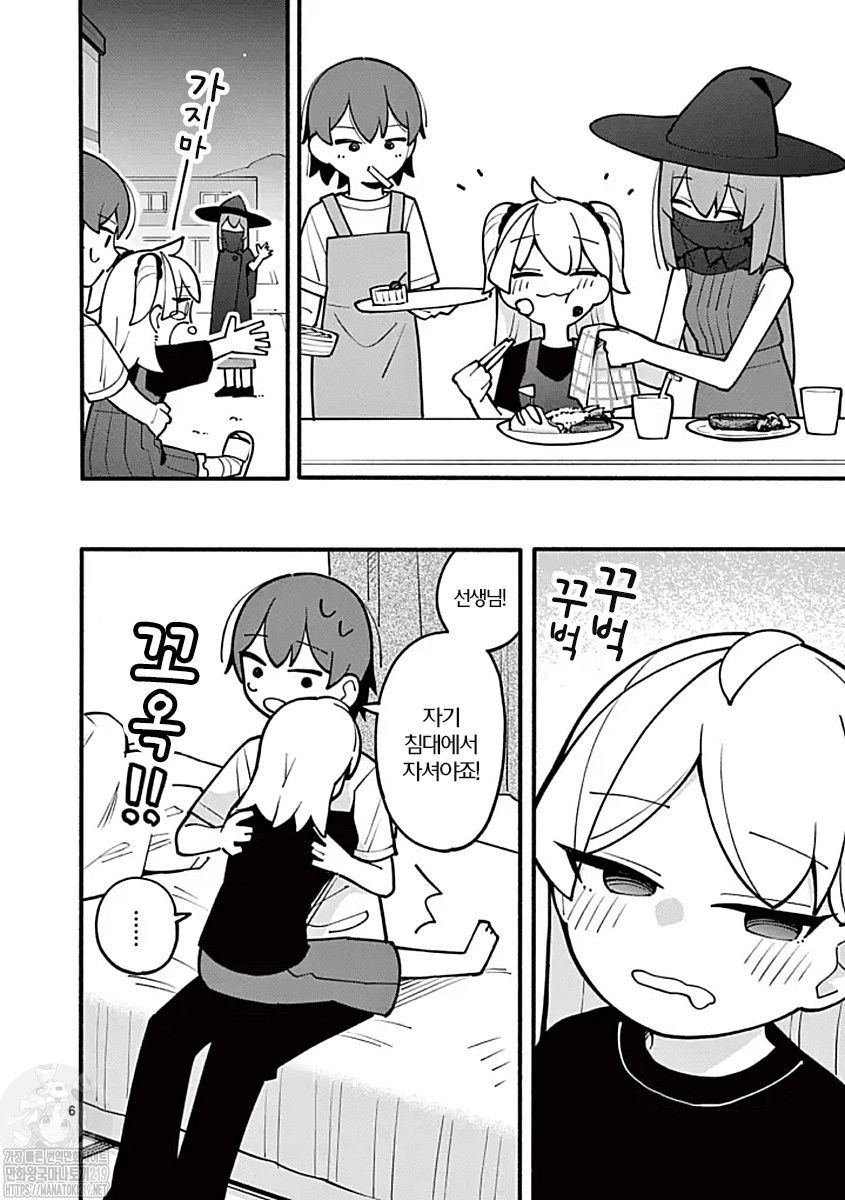 가지마
꾸벅
꾸벅
선생님!
자기
침대에서
자셔야죠!
꼬옥!!
……
6
가장 빠른 번역만화 사이트
만화왕국마나토끼219
HTTPS://MANATOKI219.NET